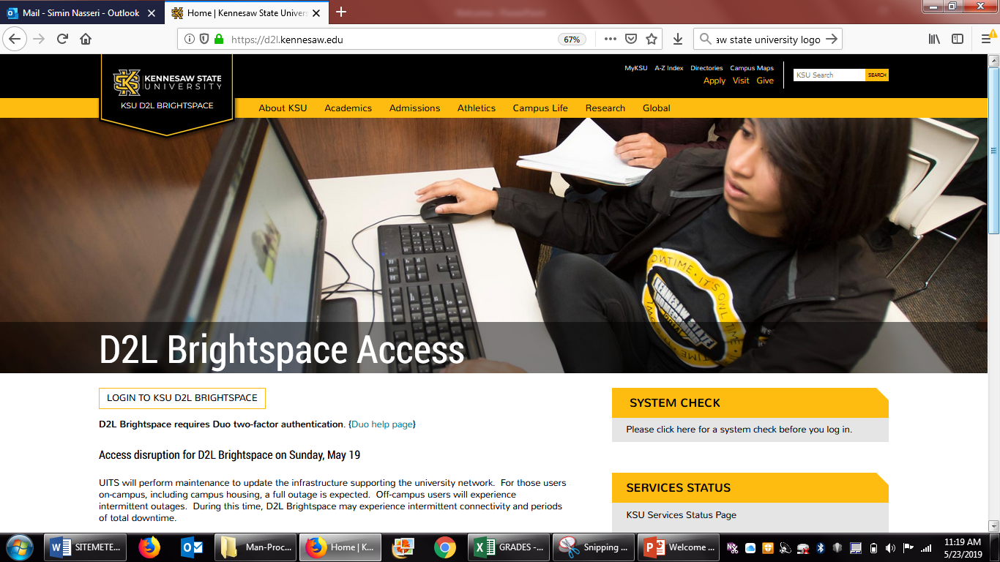 Mail - Simin Nasseri - Outlook
Home | Kennesaw State Univers
https://d2l.kennesaw.edu
67%
aw state university logo
KENNESAW STATE
UNIVERSITY
KSU D2L BRIGHTSPACE
MyKSU A-Z Index Directories Campus Maps
Apply Visit Give
KSU Search
SEARCH
About KSU Academics Admissions Athletics Campus Life Research Global
OWTIME • IT'S OWL TIME
KENNESAW STATE
D2L Brightspace Access
LOGIN TO KSU D2L BRIGHTSPACE
D2L Brightspace requires Duo two-factor authentication. {Duo help page}
Access disruption for D2L Brightspace on Sunday, May 19
UITS will perform maintenance to update the infrastructure supporting the university network. For those users
on-campus, including campus housing, a full outage is expected. Off-campus users will experience
intermittent outages. During this time, D2L Brightspace may experience intermittent connectivity and periods
of total downtime.
SYSTEM CHECK
Please click here for a system check before you log in.
SERVICES STATUS
KSU Services Status Page
SITEMETE...
Man-Proc...
Home | K...
GRADES -...
Snipping ...
Welcome ...
11:19 AM
5/23/2019